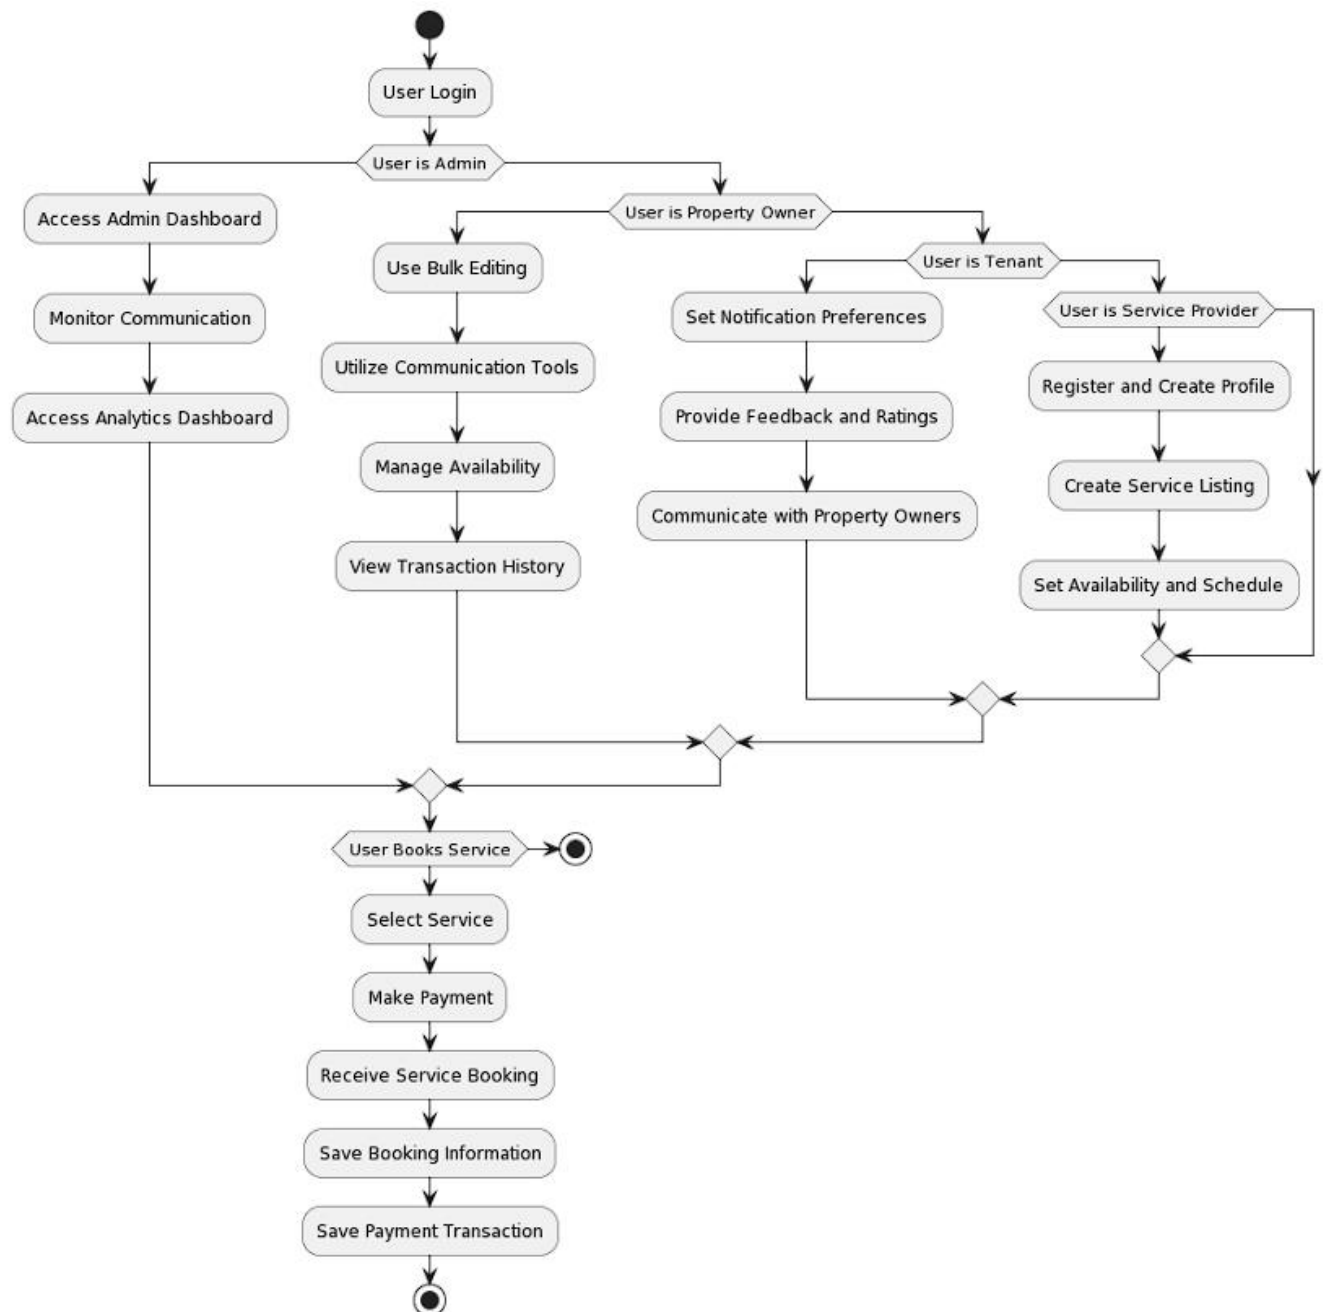 User Login
User is Admin
Access Admin Dashboard
Monitor Communication
Access Analytics Dashboard
User is Property Owner
Use Bulk Editing
Utilize Communication Tools
Manage Availability
View Transaction History
User is Tenant
Set Notification Preferences
Provide Feedback and Ratings
Communicate with Property Owners
User is Service Provider
Register and Create Profile
Create Service Listing
Set Availability and Schedule
User Books Service
Select Service
Make Payment
Receive Service Booking
Save Booking Information
Save Payment Transaction